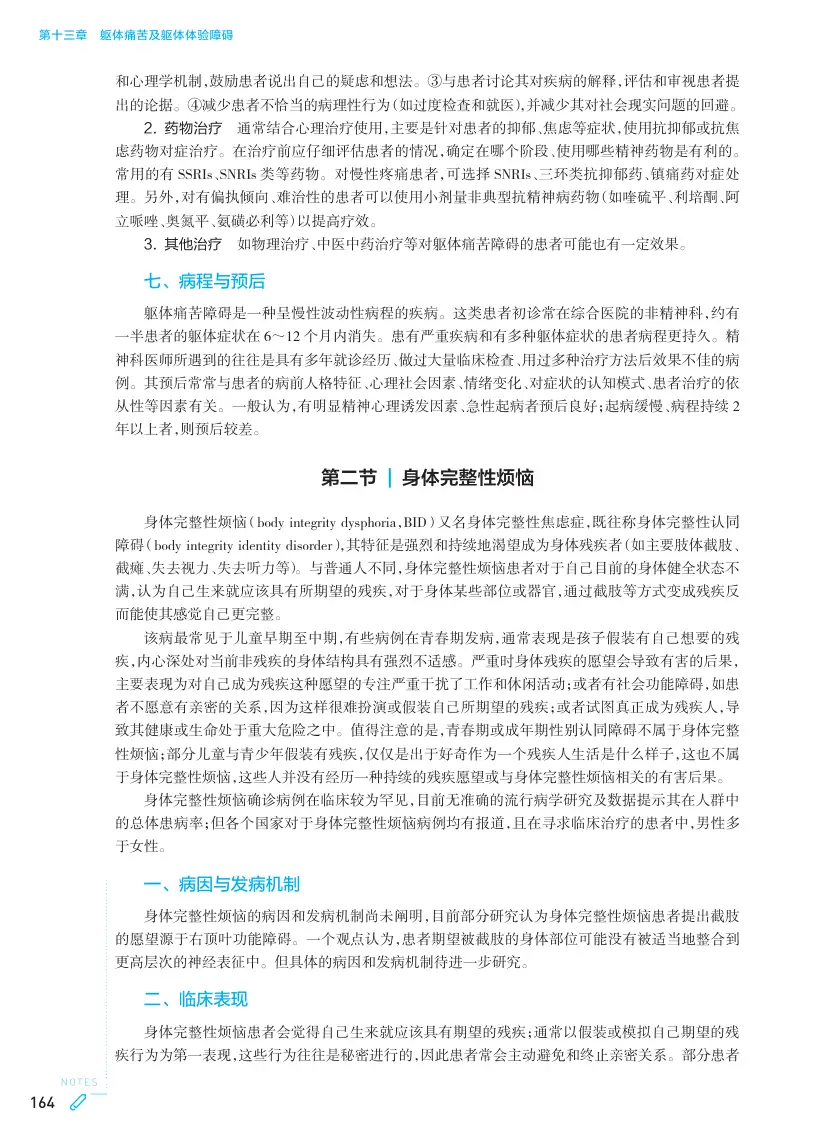 第十三章 躯体痛苦及躯体体验障碍
和心理学机制,鼓励患者说出自己的疑虑和想法。③与患者讨论其对疾病的解释,评估和审视患者提
出的论据。④减少患者不恰当的病理性行为(如过度检查和就医),并减少其对社会现实问题的回避。
2. 药物治疗 通常结合心理治疗使用,主要是针对患者的抑郁、焦虑等症状,使用抗抑郁或抗焦
虑药物对症治疗。在治疗前应仔细评估患者的情况,确定在哪个阶段、使用哪些精神药物是有利的。
常用的有 SSRIs、SNRIs 类等药物。对慢性疼痛患者,可选择 SNRIs、三环类抗抑郁药、镇痛药对症处
理。另外,对有偏执倾向、难治性的患者可以使用小剂量非典型抗精神病药物(如喹硫平、利培酮、阿
立哌唑、奥氮平、氨磺必利等)以提高疗效。
3. 其他治疗 如物理治疗、中医中药治疗等对躯体痛苦障碍的患者可能也有一定效果。
七、病程与预后
躯体痛苦障碍是一种呈慢性波动性病程的疾病。这类患者初诊常在综合医院的非精神科,约有
一半患者的躯体症状在 6～12 个月内消失。患有严重疾病和有多种躯体症状的患者病程更持久。精
神科医师所遇到的往往是具有多年就诊经历、做过大量临床检查、用过多种治疗方法后效果不佳的病
例。其预后常常与患者的病前人格特征、心理社会因素、情绪变化、对症状的认知模式、患者治疗的依
从性等因素有关。一般认为,有明显精神心理诱发因素、急性起病者预后良好;起病缓慢、病程持续 2
年以上者,则预后较差。
第二节 | 身体完整性烦恼
身体完整性烦恼(body integrity dysphoria,BID)又名身体完整性焦虑症,既往称身体完整性认同
障碍(body integrity identity disorder),其特征是强烈和持续地渴望成为身体残疾者(如主要肢体截肢、
截瘫、失去视力、失去听力等)。与普通人不同,身体完整性烦恼患者对于自己目前的身体健全状态不
满,认为自己生来就应该具有所期望的残疾,对于身体某些部位或器官,通过截肢等方式变成残疾反
而能使其感觉自己更完整。
该病最常见于儿童早期至中期,有些病例在青春期发病,通常表现是孩子假装有自己想要的残
疾,内心深处对当前非残疾的身体结构具有强烈不适感。严重时身体残疾的愿望会导致有害的后果,
主要表现为对自己成为残疾这种愿望的专注严重干扰了工作和休闲活动;或者有社会功能障碍,如患
者不愿意有亲密的关系,因为这样很难扮演或假装自己所期望的残疾;或者试图真正成为残疾人,导
致其健康或生命处于重大危险之中。值得注意的是,青春期或成年期性别认同障碍不属于身体完整
性烦恼;部分儿童与青少年假装有残疾,仅仅是出于好奇作为一个残疾人生活是什么样子,这也不属
于身体完整性烦恼,这些人并没有经历一种持续的残疾愿望或与身体完整性烦恼相关的有害后果。
身体完整性烦恼确诊病例在临床较为罕见,目前无准确的流行病学研究及数据提示其在人群中
的总体患病率;但各个国家对于身体完整性烦恼病例均有报道,且在寻求临床治疗的患者中,男性多
于女性。
一、病因与发病机制
身体完整性烦恼的病因和发病机制尚未阐明,目前部分研究认为身体完整性烦恼患者提出截肢
的愿望源于右顶叶功能障碍。一个观点认为,患者期望被截肢的身体部位可能没有被适当地整合到
更高层次的神经表征中。但具体的病因和发病机制待进一步研究。
二、临床表现
身体完整性烦恼患者会觉得自己生来就应该具有期望的残疾;通常以假装或模拟自己期望的残
疾行为为第一表现,这些行为往往是秘密进行的,因此患者常会主动避免和终止亲密关系。部分患者
NOTES
164